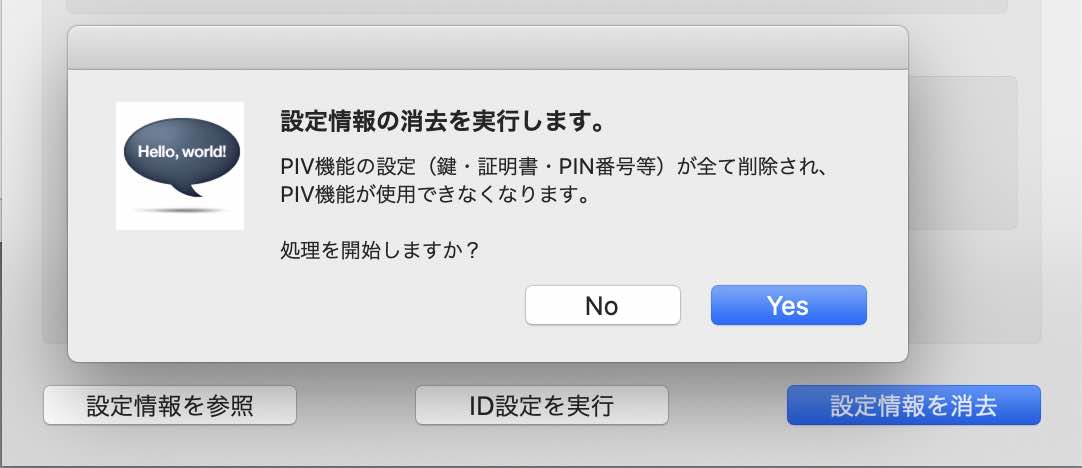 Hello, world!
設定情報の消去を実行します。
PIV機能の設定（鍵・証明書・PIN番号等）が全て削除され、
PIV機能が使用できなくなります。
処理を開始しますか？
No
Yes
設定情報を参照
ID設定を実行
設定情報を消去